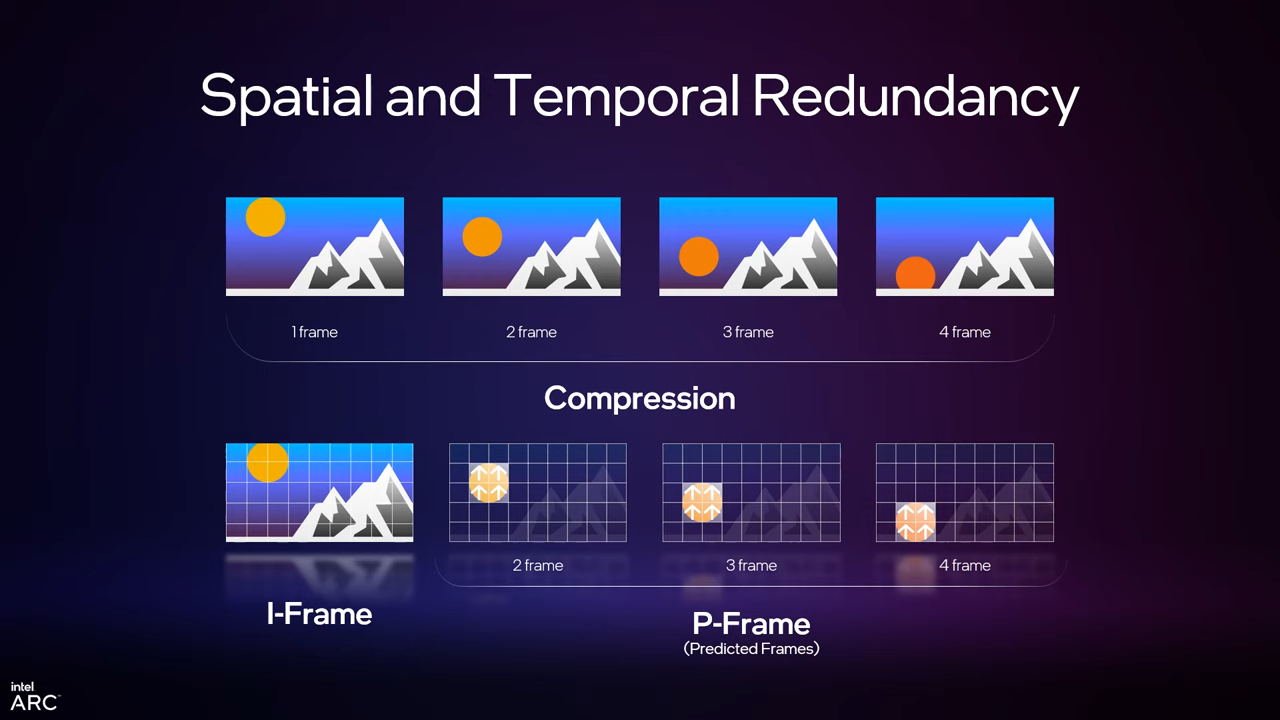 Spatial and Temporal Redundancy
1 frame
2 frame
3 frame
4 frame
Compression
2 frame
3 frame
4 frame
I-Frame
P-Frame
(Predicted Frames)
intel
ARC™